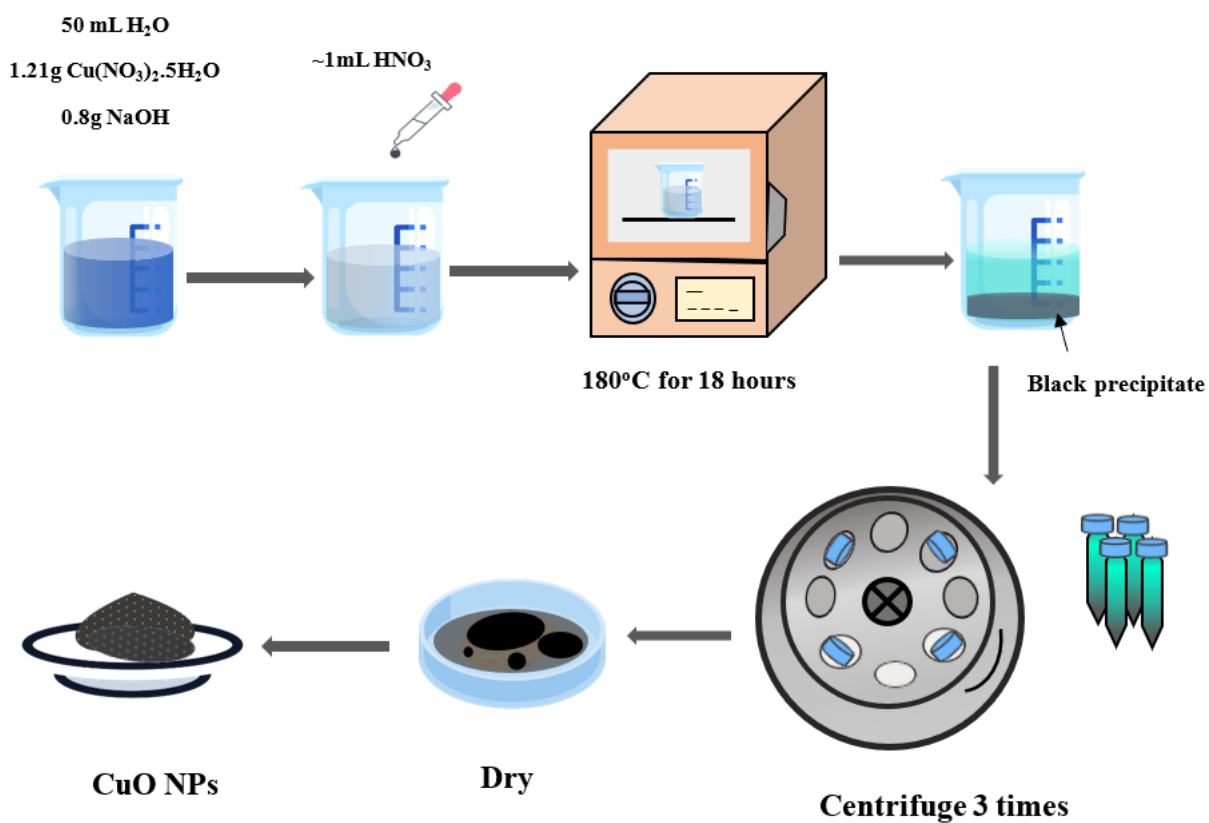 50 mL H₂O
1.21g Cu(NO₃)₂.5H₂O
0.8g NaOH
~1mL HNO₃
180°C for 18 hours
Black precipitate
CuO NPs
Dry
Centrifuge 3 times